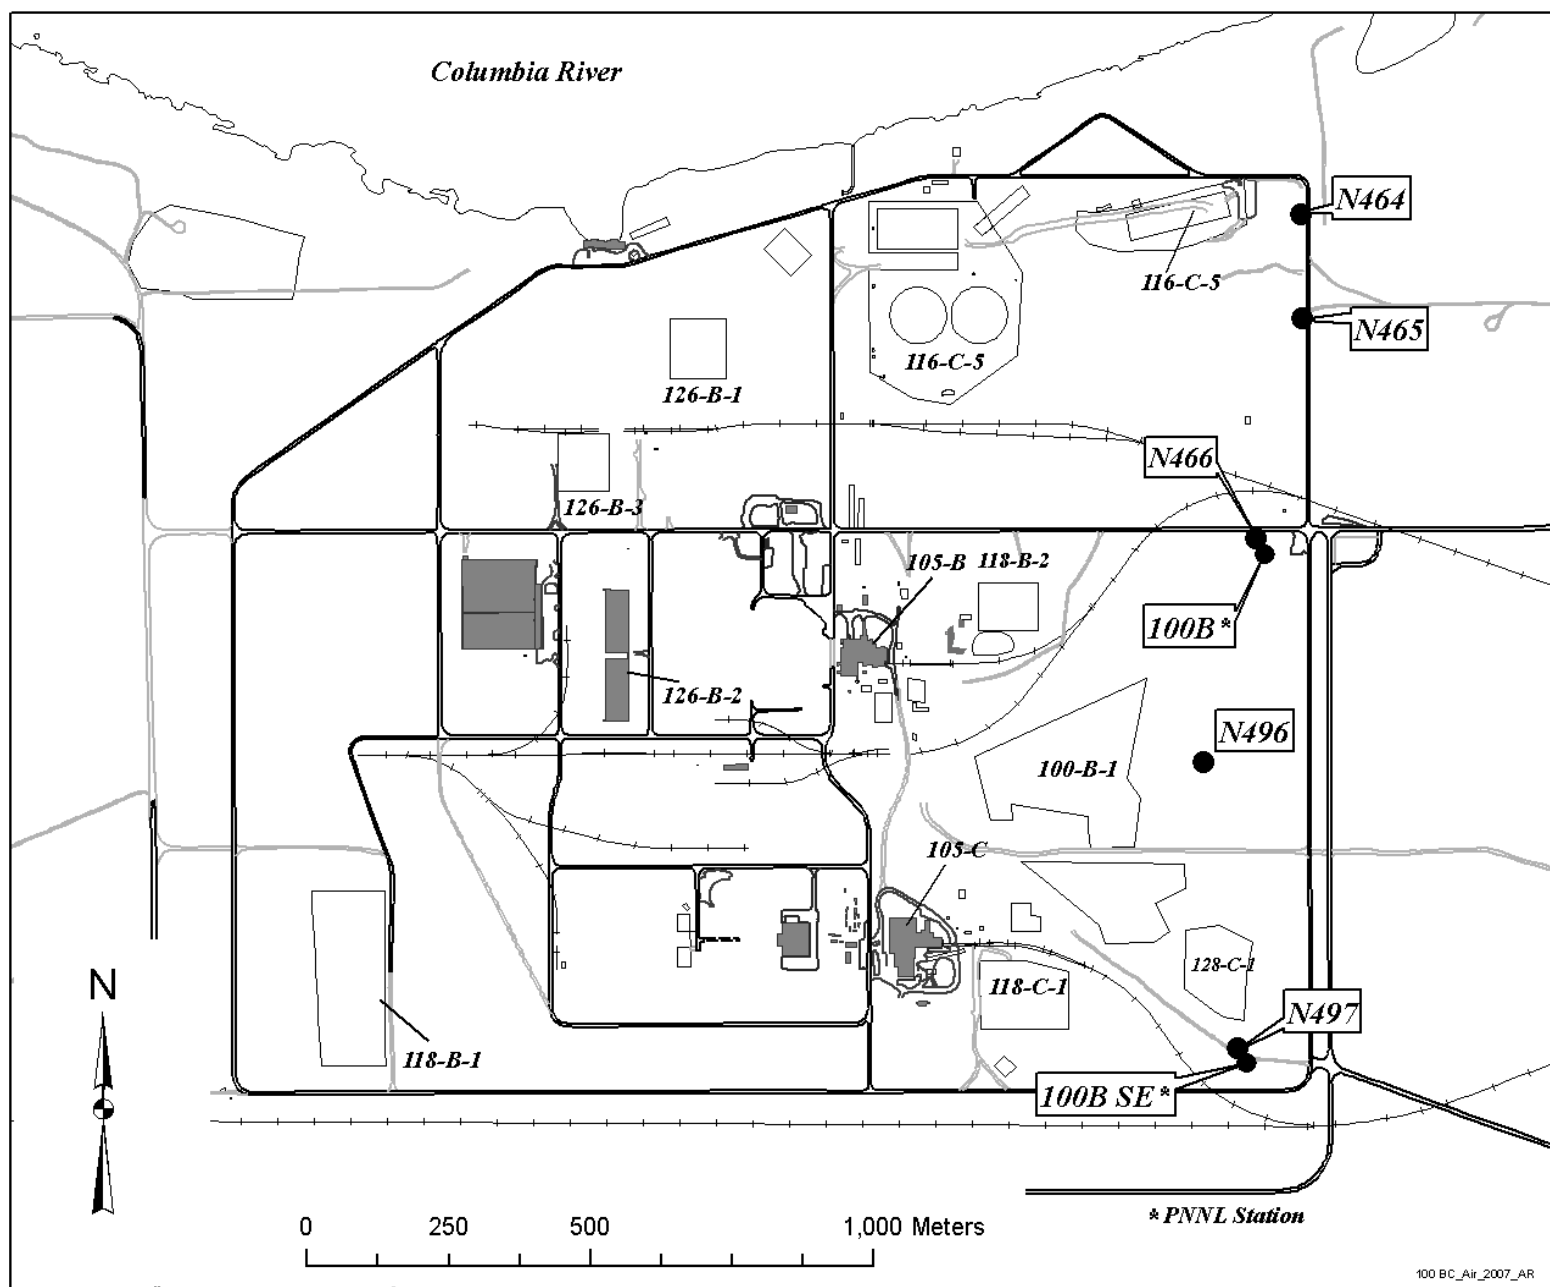 Columbia River
N464
116-C-5
N465
116-C-5
126-B-1
N466
126-B-3
105-B
118-B-2
100B*
126-B-2
N496
100-B-1
105-C
128-C-1
N
118-C-1
N497
118-B-1
100B SE*
* PNNL Station
0 250 500 1,000 Meters
100 BC_Air_2007_AR